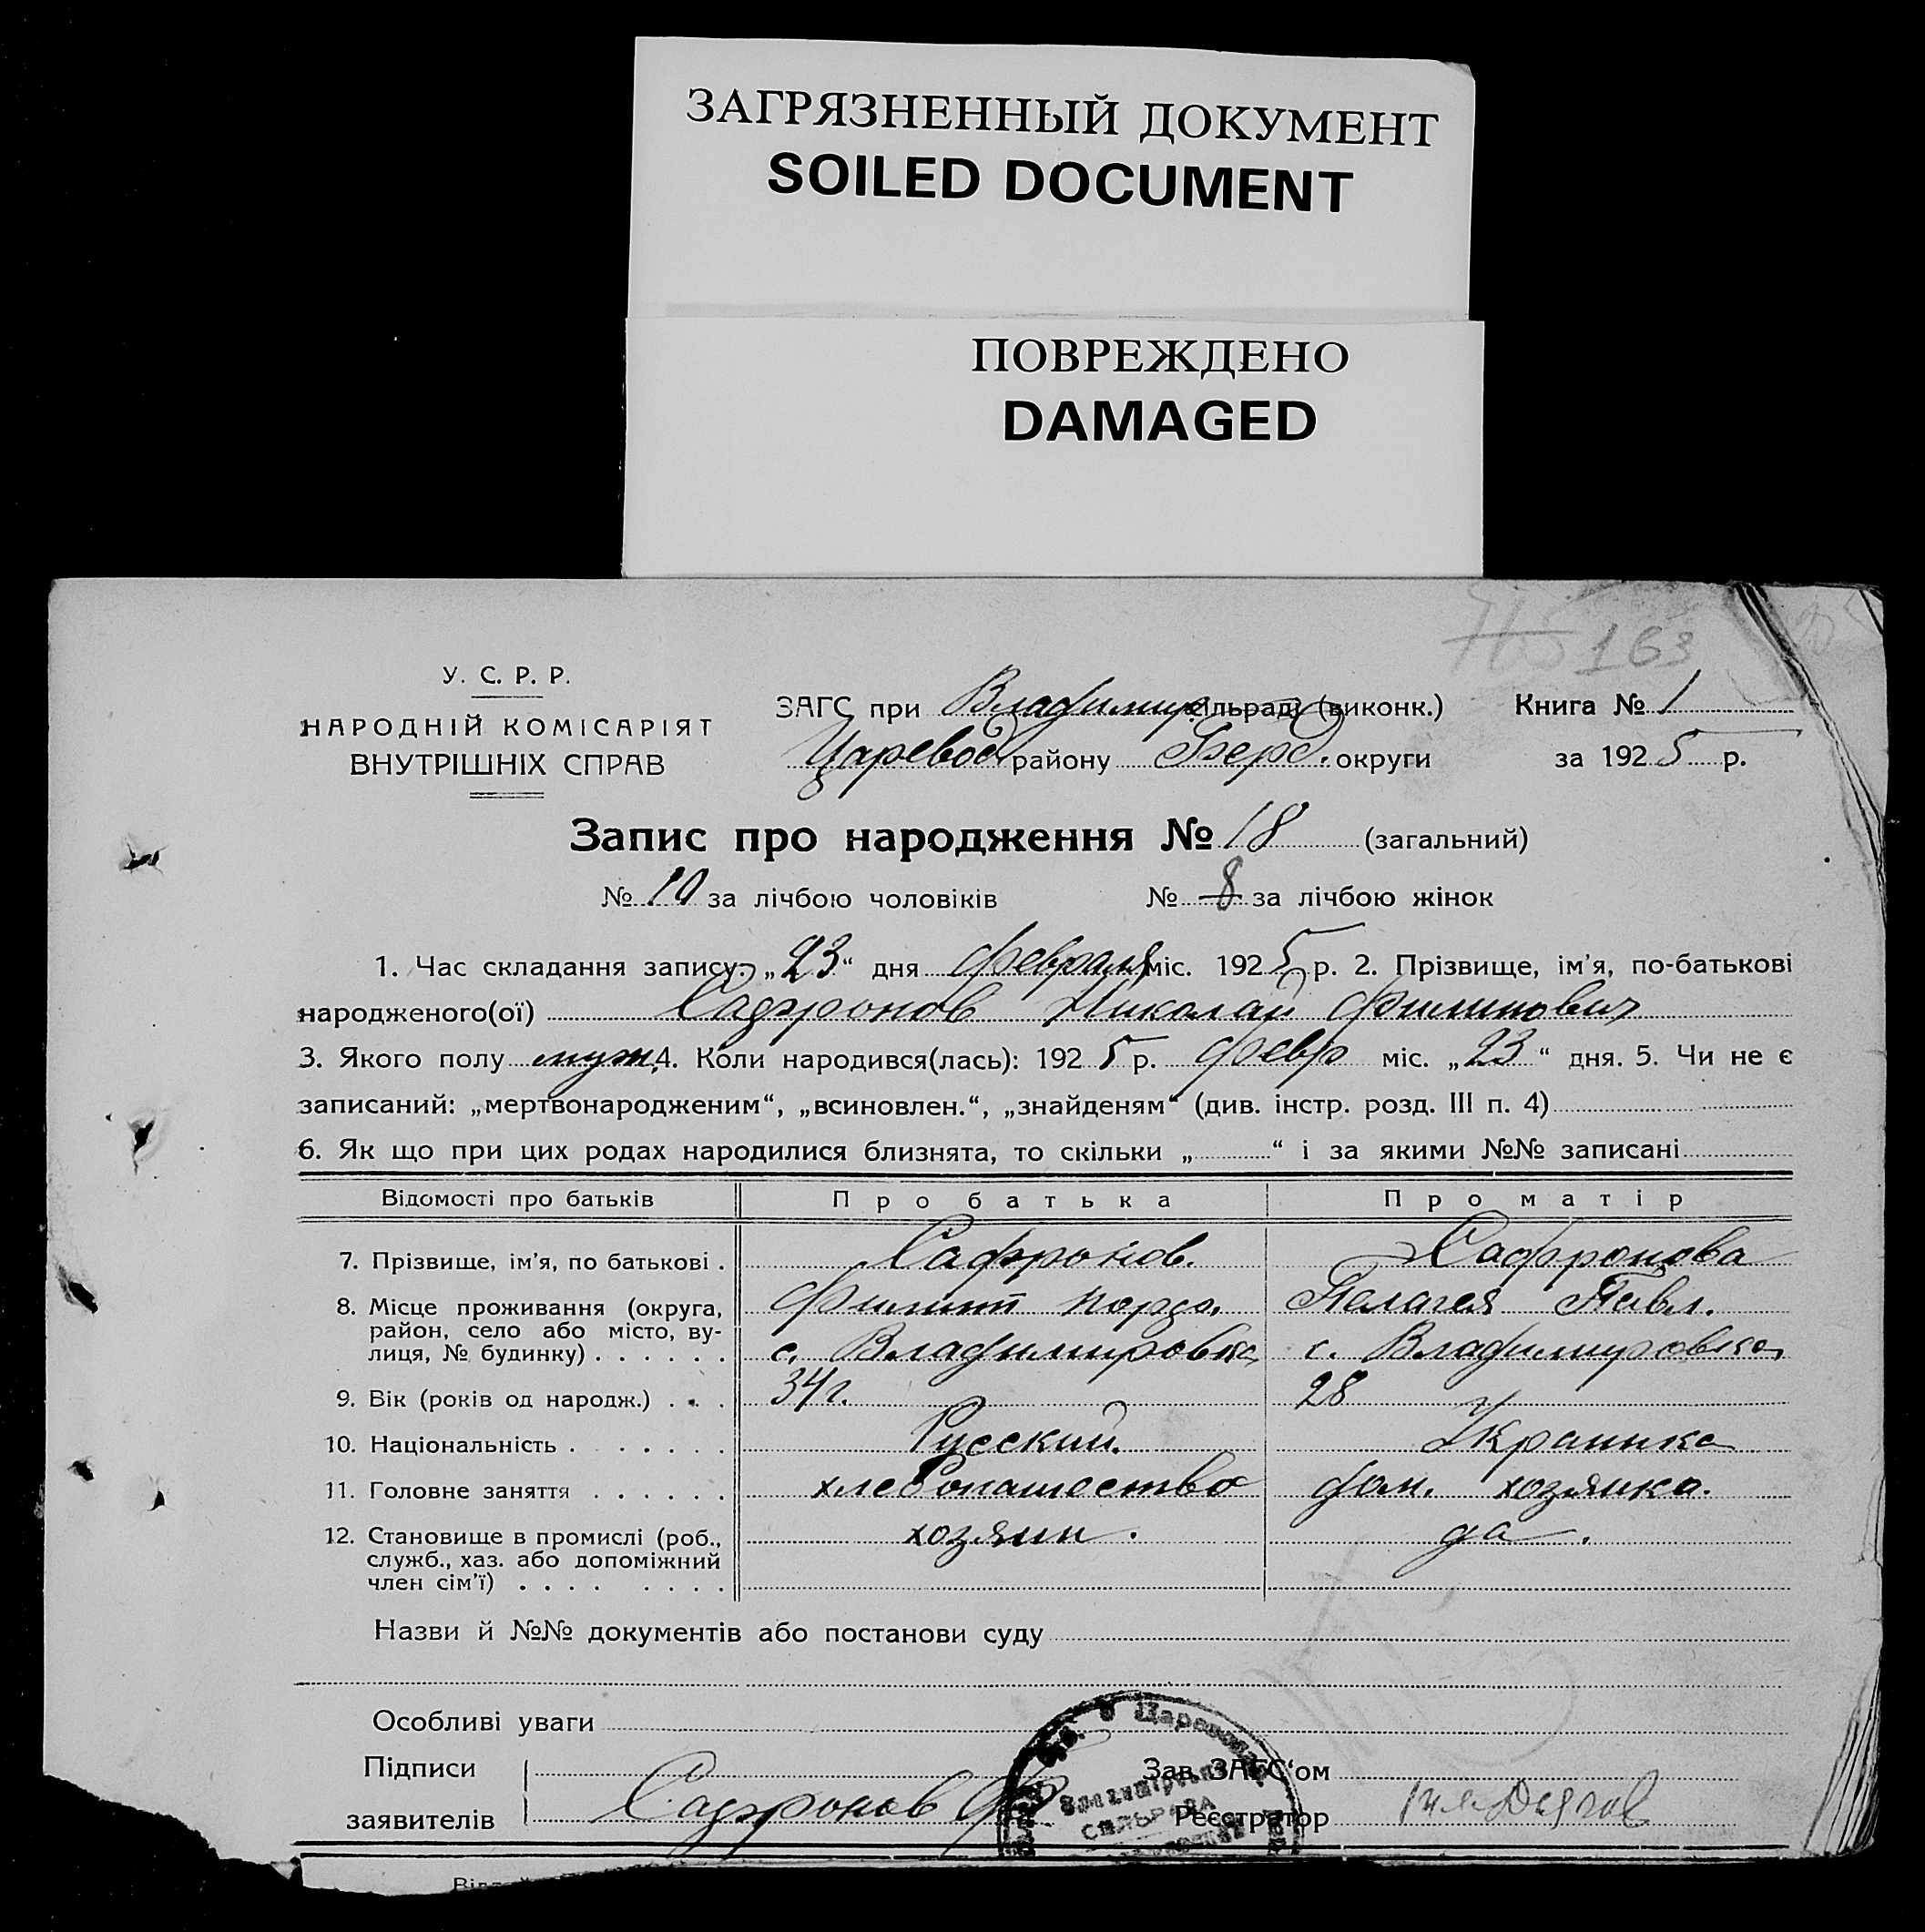 ЗАГРЯЗНЕННЫЙ ДОКУМЕНТ
SOILED DOCUMENT
ПОВРЕЖДЕНО
DAMAGED
163
У. С. Р. Р.
НАРОДНІЙ КОМІСАРІЯТ
ВНУТРІШНІХ СПРАВ
ЗАГС при Владимир сільраді (виконк.) Книга № 1
Царевод району Берд. округи за 1925 р.
Запис про народження № 18 (загальний)
№ 10 за лічбою чоловіків № 8 за лічбою жінок
1. Час складання запису: „23“ дня февраля міс. 1925 р. 2. Прізвище, ім'я, по-батькові
народженого(ої) Сафронов Николай Филипович
3. Якого полу муж. 4. Коли народився(лась): 1925 р. февр міс. „23“ дня. 5. Чи не є
записаний: „мертвонародженим“, „всиновлен.“, „знайденям“ (див. інстр. розд. III п. 4)
6. Як що при цих родах народилися близнята, то скільки „ “ і за якими №№ записані
Відомості про батьків Про батька Про матір
7. Прізвище, ім'я, по батькові . Сафронов. Сафронова
Филипп Пелагея Павл.
8. Місце проживання (округа,
район, село або місто, ву-
лиця, № будинку) . . . . . . с. Владимировка с. Владимировка
9. Вік (років од народж.) . . . 34 г. 28
10. Національність . . . . . . Русский. Украинка
11. Головне заняття . . . . . . хлебопашество дом. хозяйка.
12. Становище в промислі (роб., хозяин. да.
служб., хаз. або допоміжний
член сім'ї) . . . . . . . .
Назви й №№ документів або постанови суду
Особливі уваги
Підписи Зав. ЗАГС'ом
заявителів Сафронов Ф Реєстратор
СІЛЬРАДА